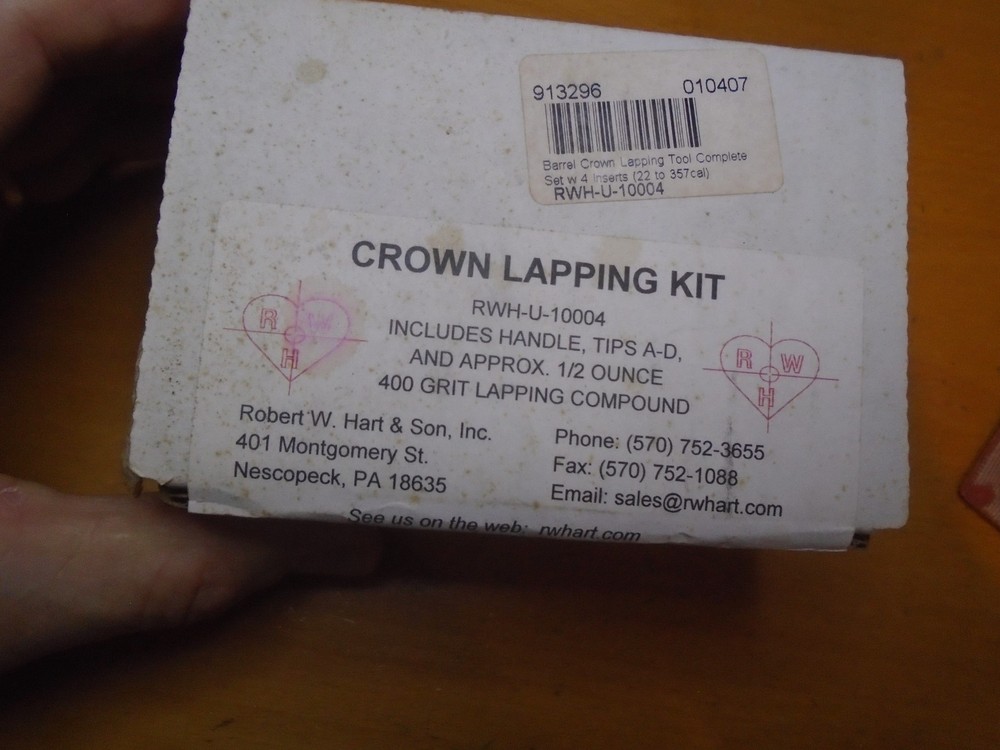 913296 010407
Barrel Crown Lapping Tool Complete
Set w 4 Inserts (22 to 357cal)
RWH-U-10004
CROWN LAPPING KIT
RWH-U-10004
INCLUDES HANDLE, TIPS A-D,
AND APPROX. 1/2 OUNCE
400 GRIT LAPPING COMPOUND
R W
H
R W
H
Robert W. Hart & Son, Inc.
401 Montgomery St.
Nescopeck, PA 18635
Phone: (570) 752-3655
Fax: (570) 752-1088
Email: sales@rwhart.com
See us on the web: rwhart.com